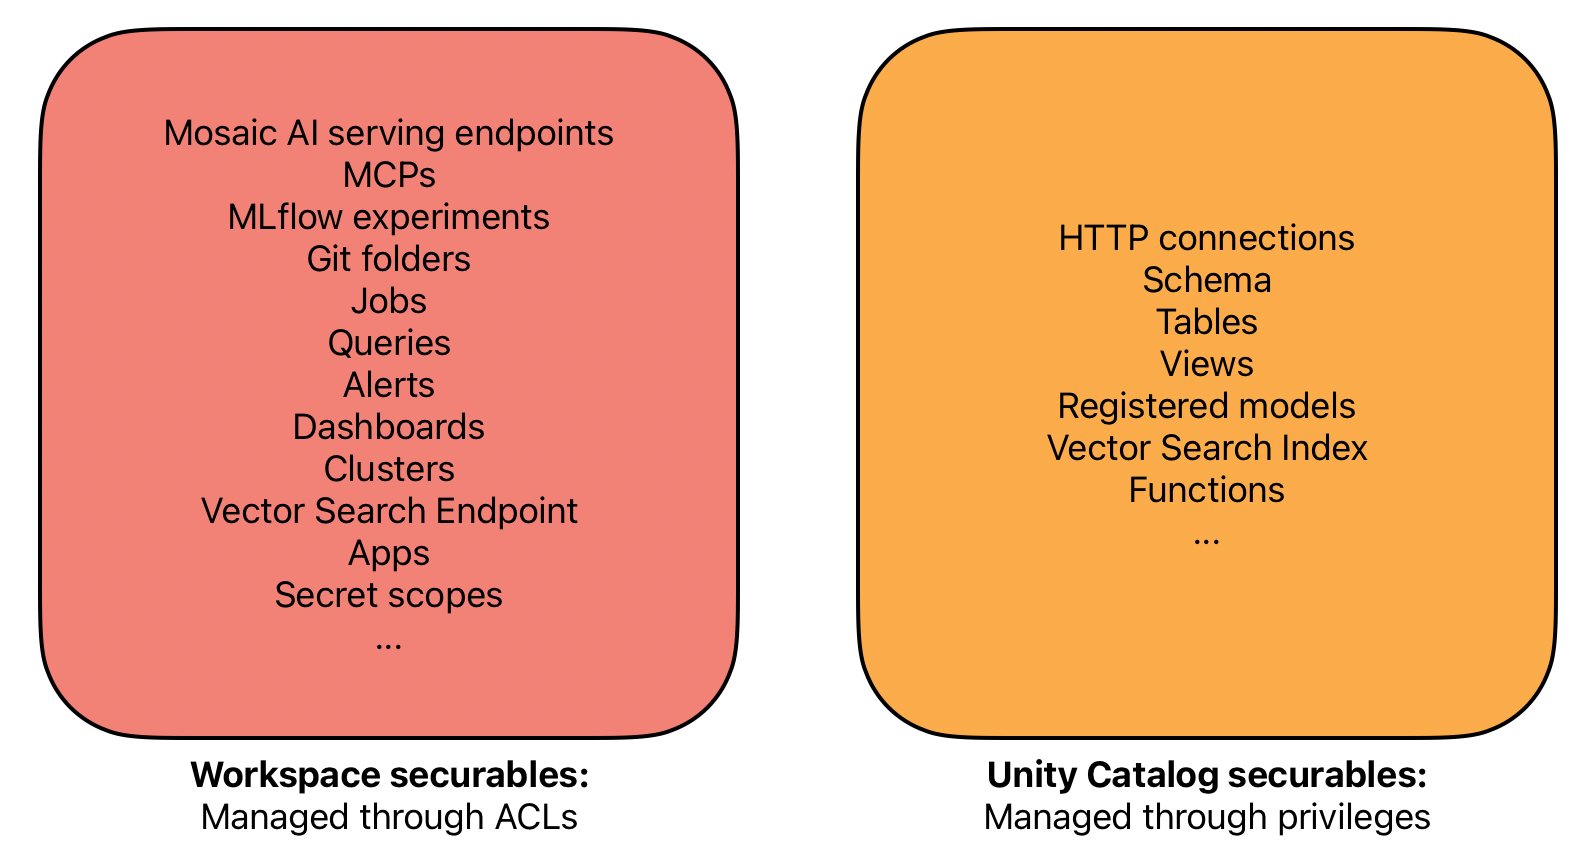 Mosaic AI serving endpoints
MCPs
MLflow experiments
Git folders
Jobs
Queries
Alerts
Dashboards
Clusters
Vector Search Endpoint
Apps
Secret scopes
...
Workspace securables:
Managed through ACLs
HTTP connections
Schema
Tables
Views
Registered models
Vector Search Index
Functions
...
Unity Catalog securables:
Managed through privileges